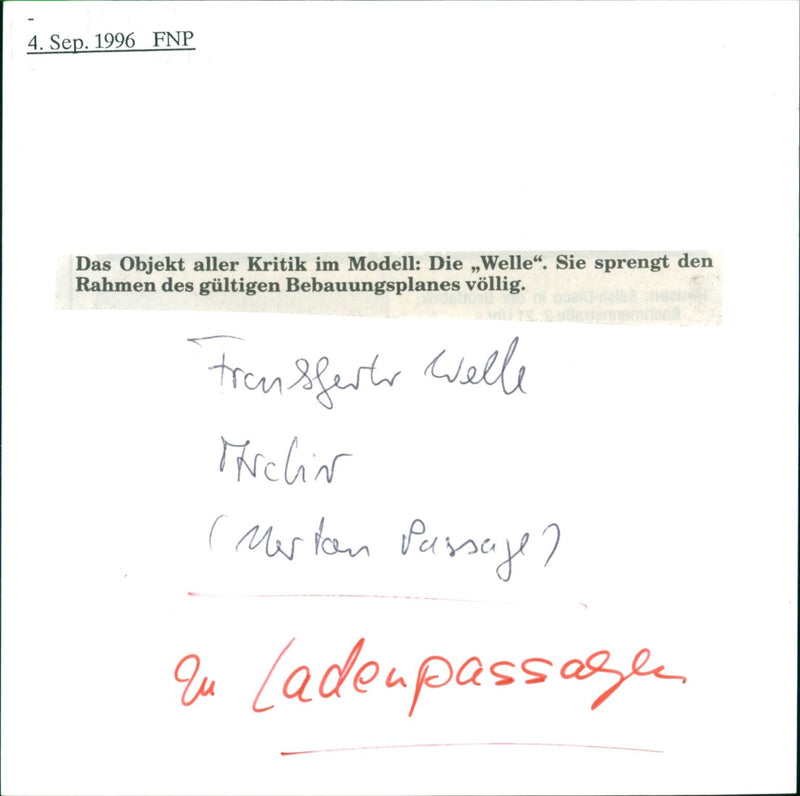 4. Sep. 1996 FNP
Das Objekt aller Kritik im Modell: Die „Welle“. Sie sprengt den
Rahmen des gültigen Bebauungsplanes völlig.
Frankfurter Welle
Archiv
(Merton Passage)
Zu Ladenpassagen